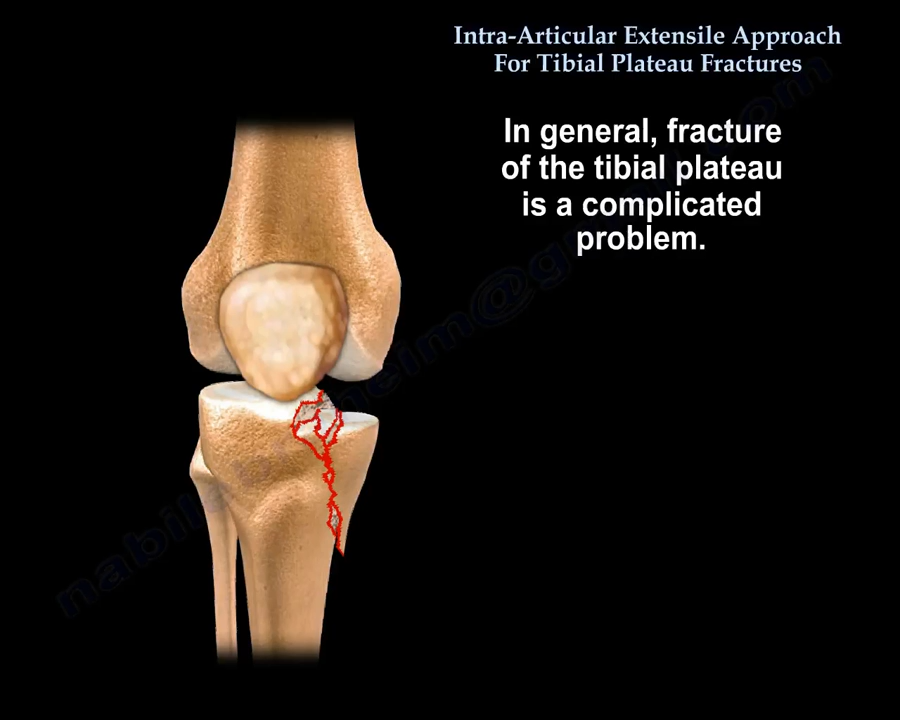 Intra-Articular Extensile Approach
For Tibial Plateau Fractures
In general, fracture
of the tibial plateau
is a complicated
problem.